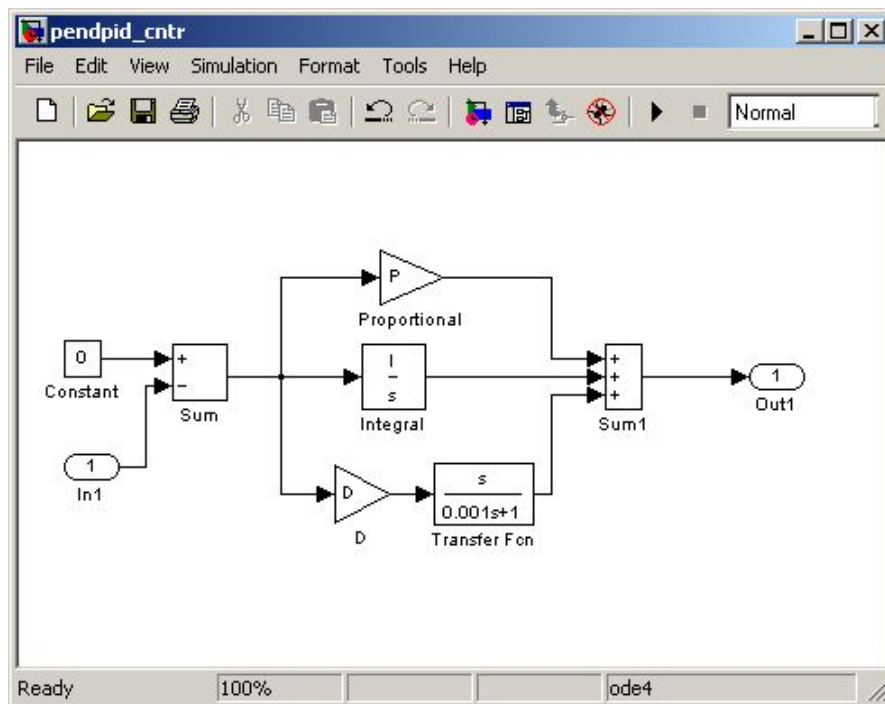 pendpid_cntr
File Edit View Simulation Format Tools Help
Normal
P
Proportional
0
Constant
+
−
Sum
I
s
Integral
+
+
+
Sum1
1
Out1
1
In1
D
D
s
0.001s+1
Transfer Fcn
Ready 100% ode4